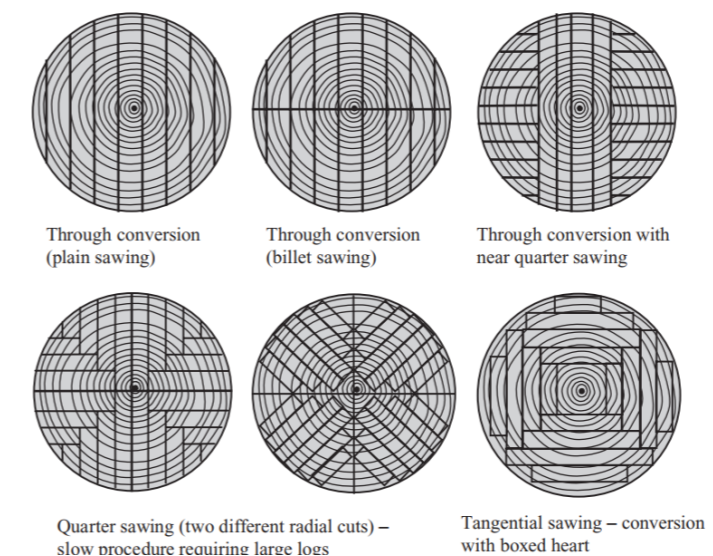 Through conversion
(plain sawing)
Through conversion
(billet sawing)
Through conversion with
near quarter sawing
Quarter sawing (two different radial cuts) –
slow procedure requiring large logs
Tangential sawing – conversion
with boxed heart